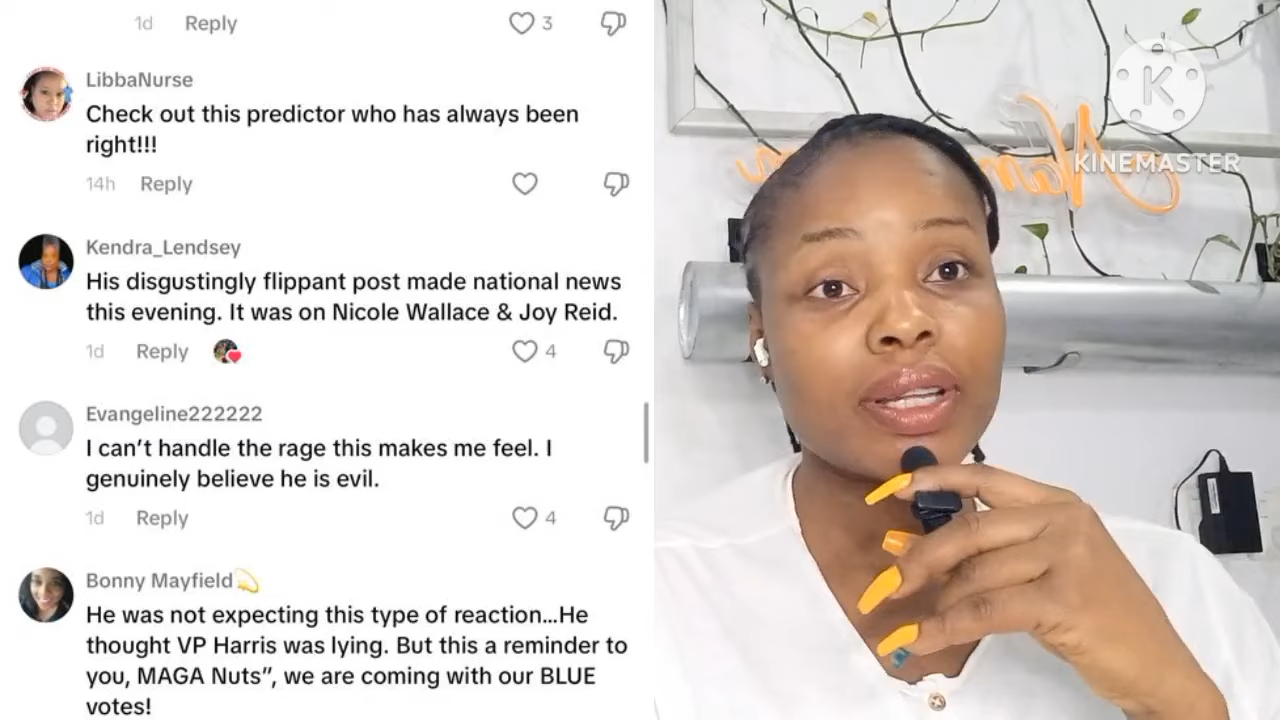 1d Reply 3
LibbaNurse
Check out this predictor who has always been
right!!!
14h Reply
Kendra_Lendsey
His disgustingly flippant post made national news
this evening. It was on Nicole Wallace & Joy Reid.
1d Reply 4
Evangeline222222
I can’t handle the rage this makes me feel. I
genuinely believe he is evil.
1d Reply 4
Bonny Mayfield💫
He was not expecting this type of reaction...He
thought VP Harris was lying. But this a reminder to
you, MAGA Nuts”, we are coming with our BLUE
votes!
K
KINEMASTER